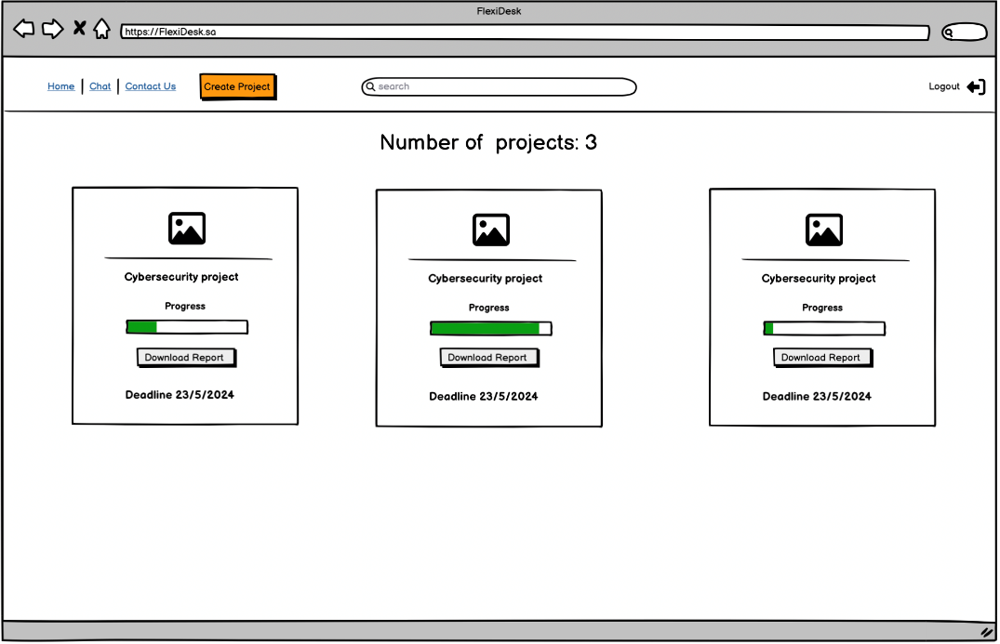 FlexiDesk
https://FlexiDesk.sa
Home Chat Contact Us Create Project search Logout
Number of projects: 3
Cybersecurity project
Progress
Download Report
Deadline 23/5/2024
Cybersecurity project
Progress
Download Report
Deadline 23/5/2024
Cybersecurity project
Progress
Download Report
Deadline 23/5/2024